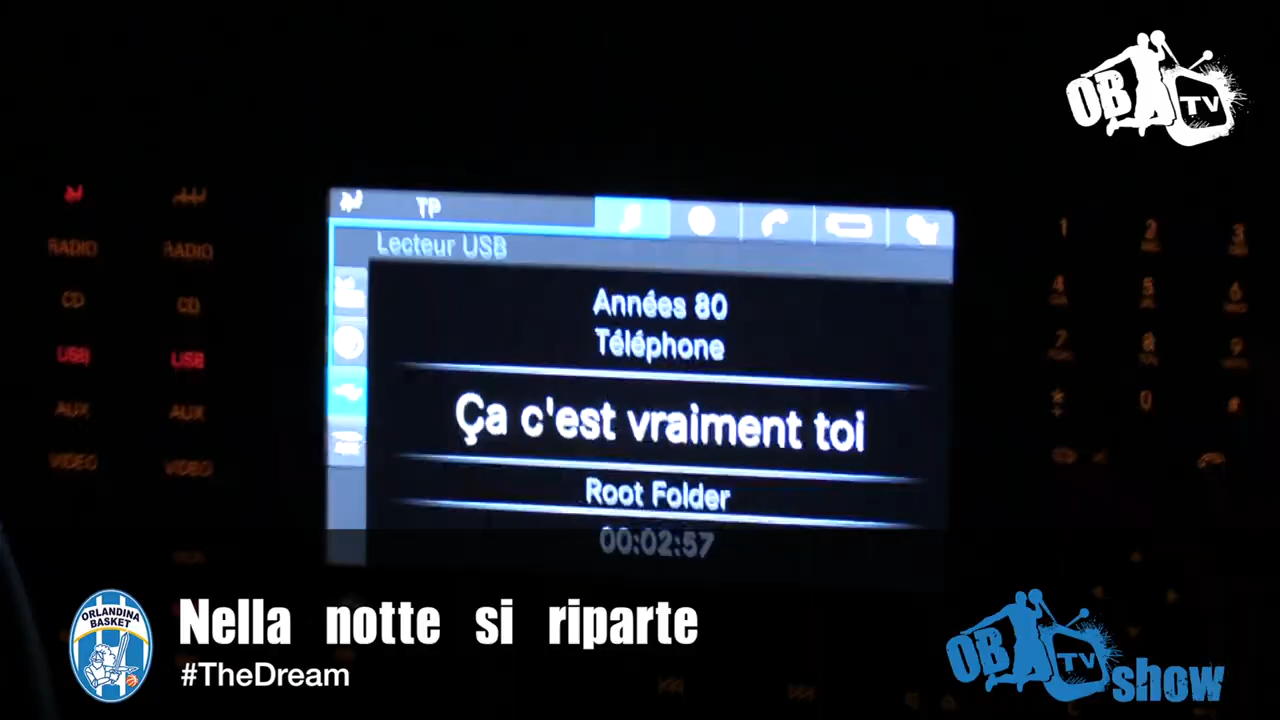 OB TV
TP
Lecteur USB
Années 80
Téléphone
Ça c'est vraiment toi
Root Folder
00:02:57
RADIO RADIO
CD CD
USB USB
AUX AUX
VIDEO VIDEO
1 2 3
4 5 6
7 8 9
* 0 #
ORLANDINA
BASKET
Nella notte si riparte
#TheDream
OB TV show